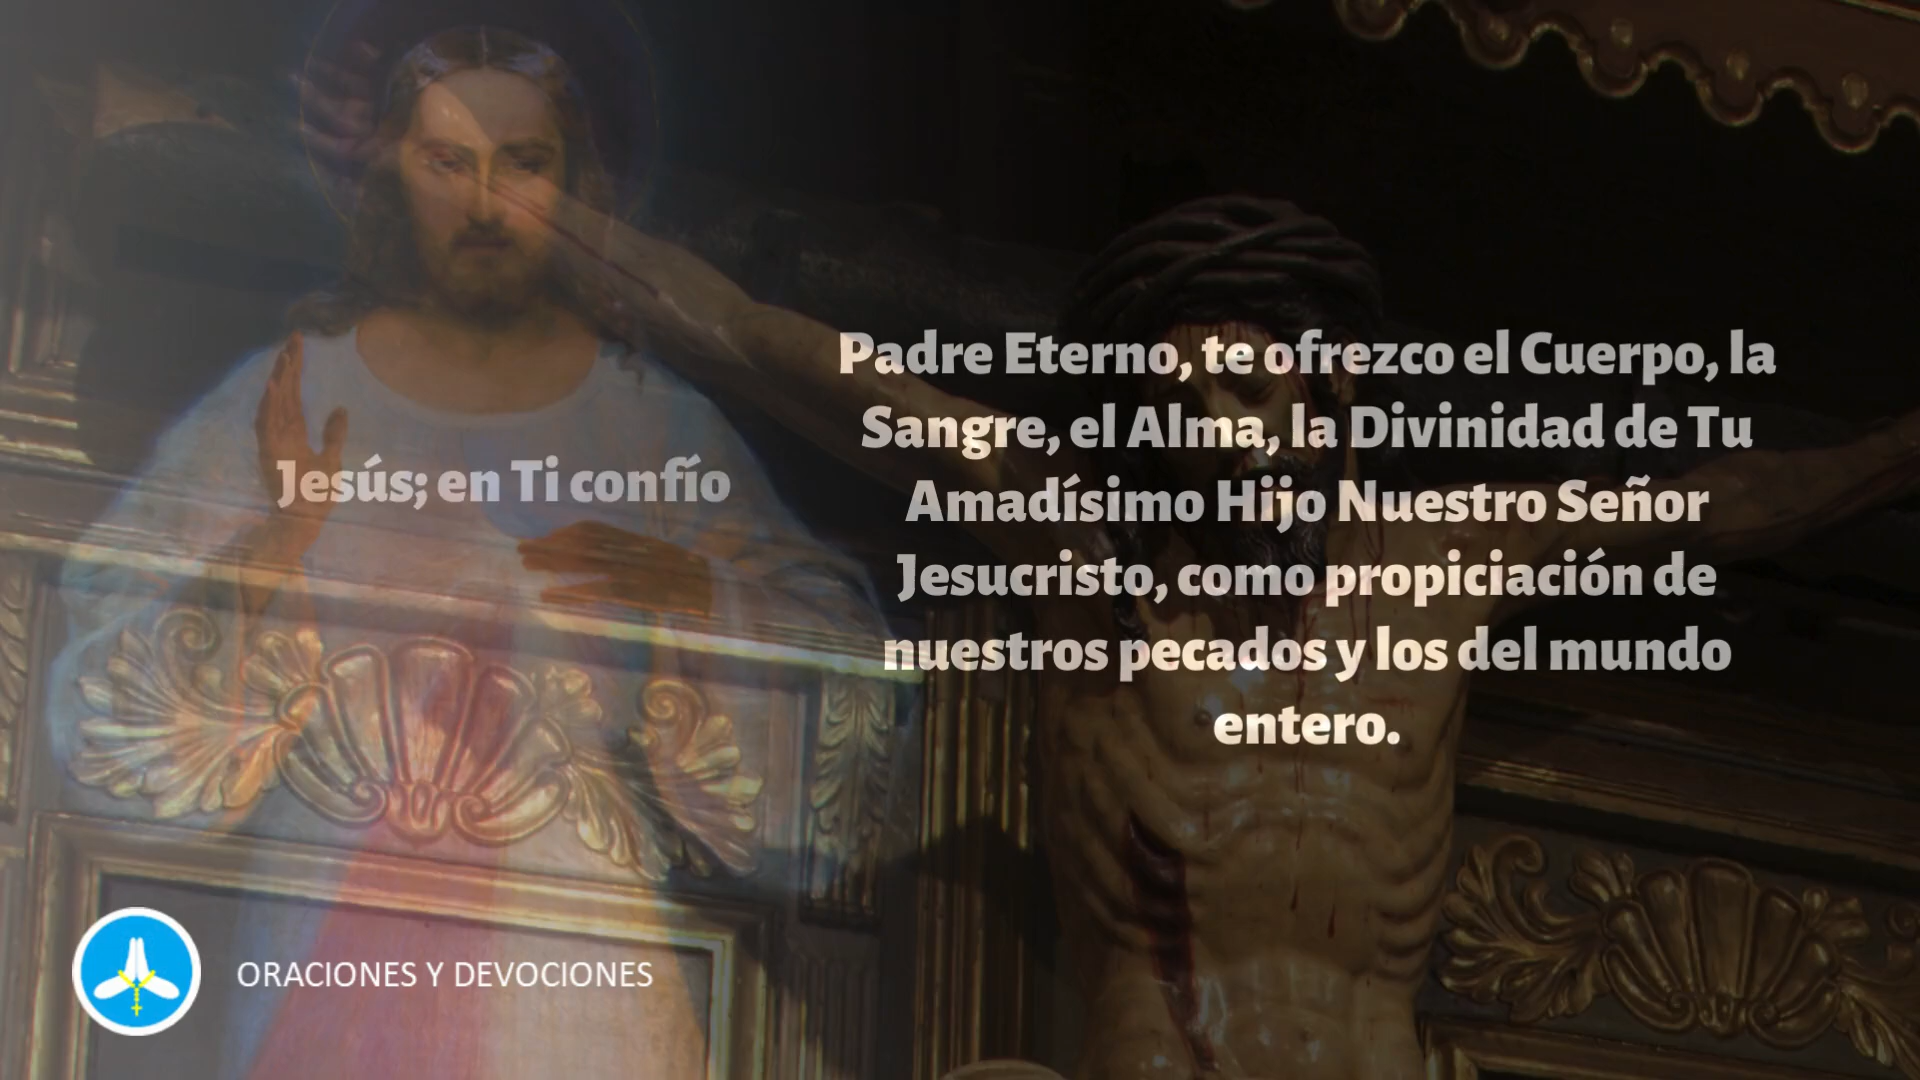 Jesús; en Ti confío
Padre Eterno, te ofrezco el Cuerpo, la
Sangre, el Alma, la Divinidad de Tu
Amadísimo Hijo Nuestro Señor
Jesucristo, como propiciación de
nuestros pecados y los del mundo
entero.
ORACIONES Y DEVOCIONES